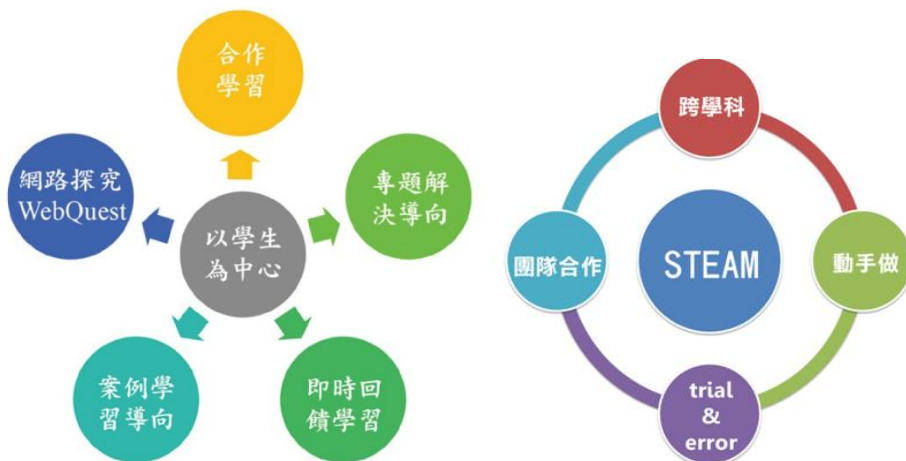 合作
學習
網路探究
WebQuest
專題解
決導向
以學生
為中心
案例學
習導向
即時回
饋學習
跨學科
團隊合作
STEAM
動手做
trial
&
error